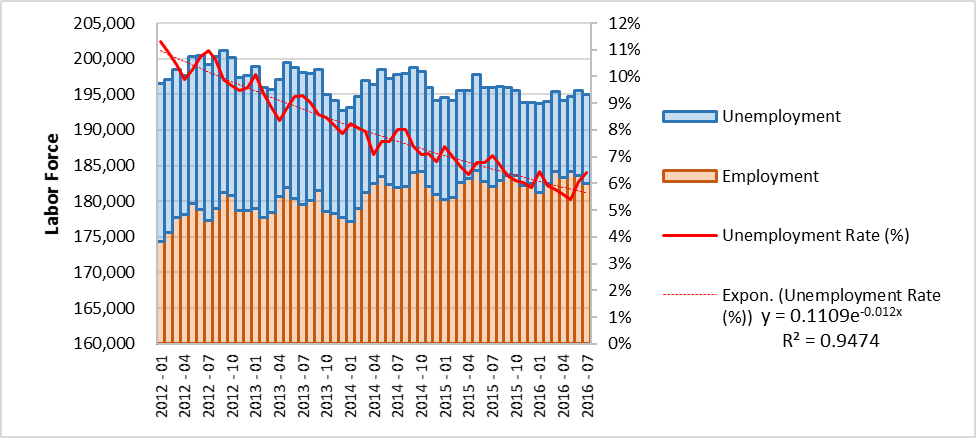 205,000
200,000
195,000
190,000
185,000
180,000
175,000
170,000
165,000
160,000
Labor Force
12%
11%
10%
9%
8%
7%
6%
5%
4%
3%
2%
1%
0%
2012 - 01
2012 - 04
2012 - 07
2012 - 10
2013 - 01
2013 - 04
2013 - 07
2013 - 10
2014 - 01
2014 - 04
2014 - 07
2014 - 10
2015 - 01
2015 - 04
2015 - 07
2015 - 10
2016 - 01
2016 - 04
2016 - 07
Unemployment
Employment
Unemployment Rate (%)
Expon. (Unemployment Rate
(%)) y = 0.1109e^-0.012x
R² = 0.9474